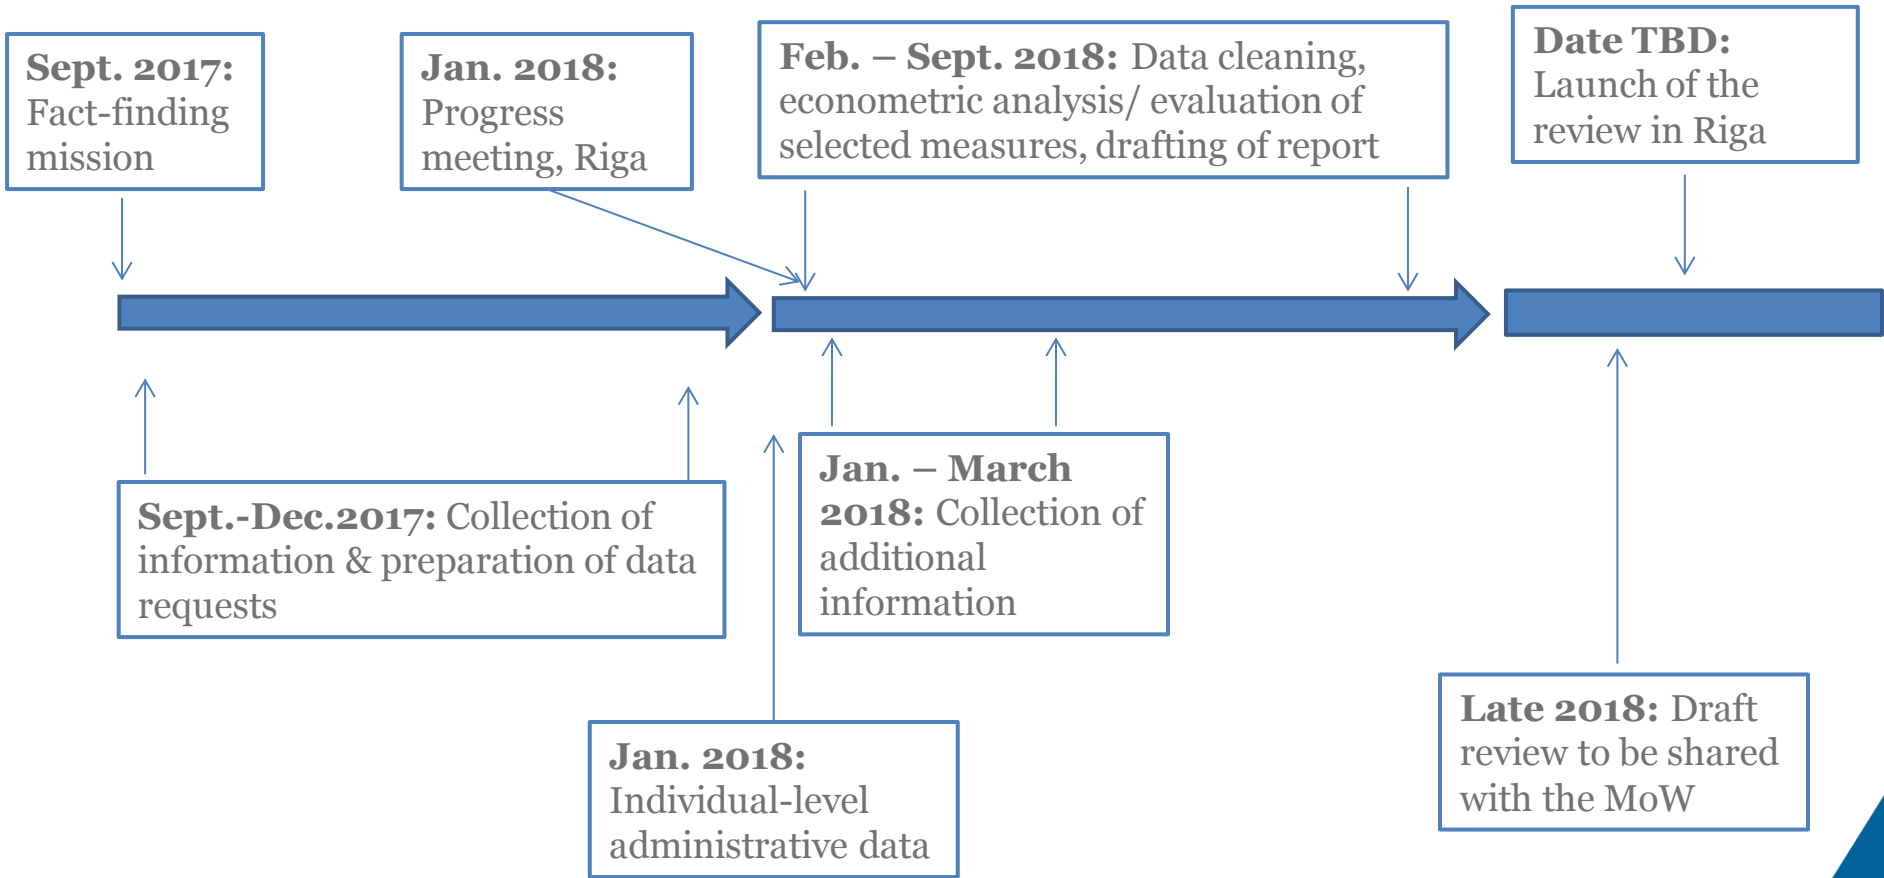 Sept. 2017:
Fact-finding
mission
Jan. 2018:
Progress
meeting, Riga
Feb. – Sept. 2018: Data cleaning,
econometric analysis/ evaluation of
selected measures, drafting of report
Date TBD:
Launch of the
review in Riga
Sept.-Dec.2017: Collection of
information & preparation of data
requests
Jan. – March
2018: Collection of
additional
information
Jan. 2018:
Individual-level
administrative data
Late 2018: Draft
review to be shared
with the MoW